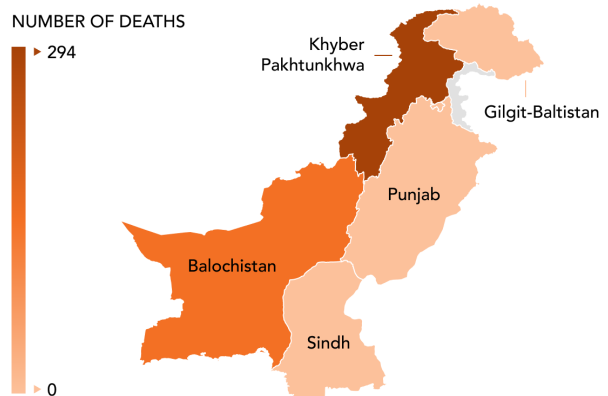 NUMBER OF DEATHS
294
Khyber
Pakhtunkhwa
Gilgit-Baltistan
Punjab
Balochistan
Sindh
0